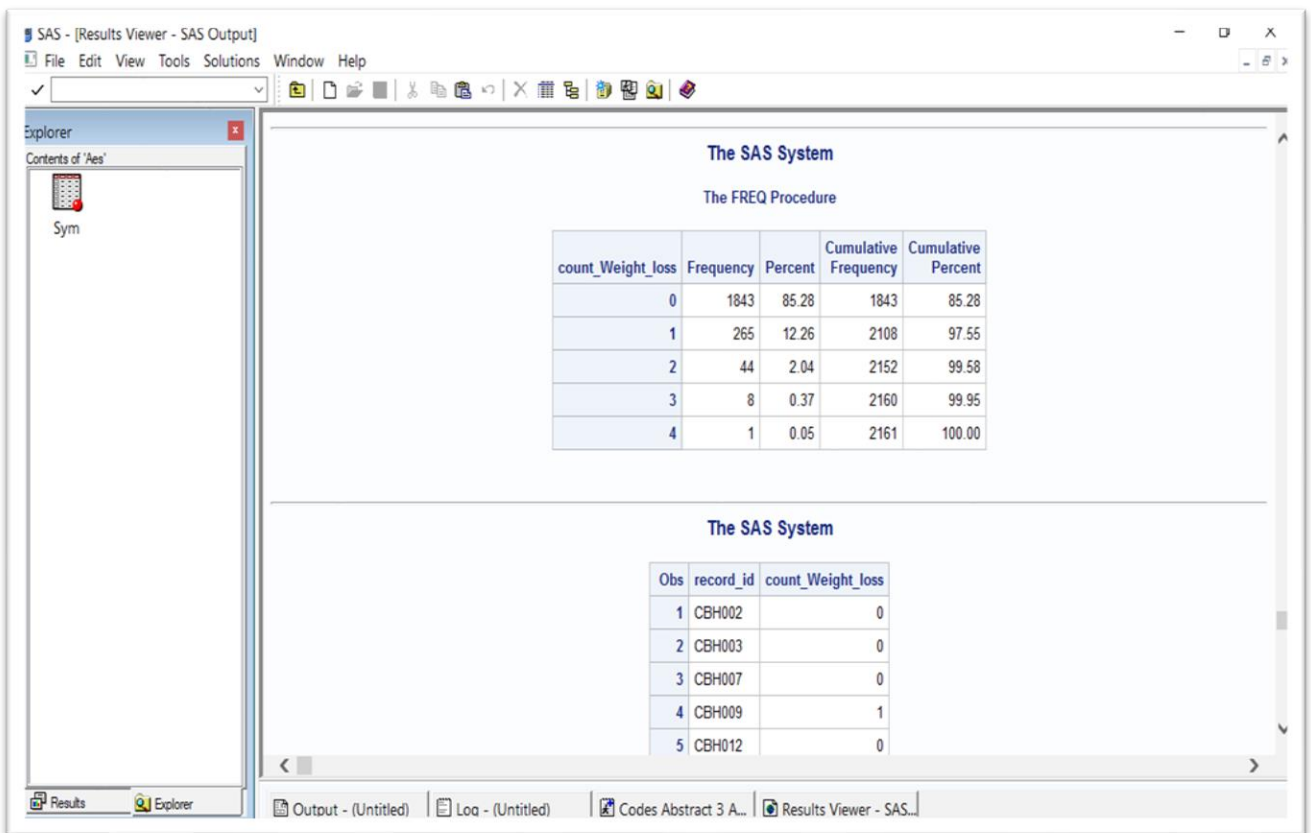 SAS - [Results Viewer - SAS Output]
File Edit View Tools Solutions Window Help
Explorer
Contents of 'Aes'
Sym
The SAS System
The FREQ Procedure
count_Weight_loss Frequency Percent Cumulative Frequency Cumulative Percent
0 1843 85.28 1843 85.28
1 265 12.26 2108 97.55
2 44 2.04 2152 99.58
3 8 0.37 2160 99.95
4 1 0.05 2161 100.00
The SAS System
Obs record_id count_Weight_loss
1 CBH002 0
2 CBH003 0
3 CBH007 0
4 CBH009 1
5 CBH012 0
Results Explorer
Output - (Untitled) Log - (Untitled) Codes Abstract 3 A... Results Viewer - SAS...